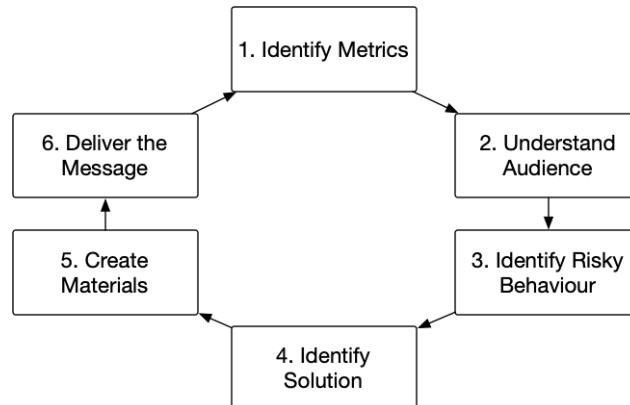 1. Identify Metrics
2. Understand
Audience
3. Identify Risky
Behaviour
4. Identify
Solution
5. Create
Materials
6. Deliver the
Message